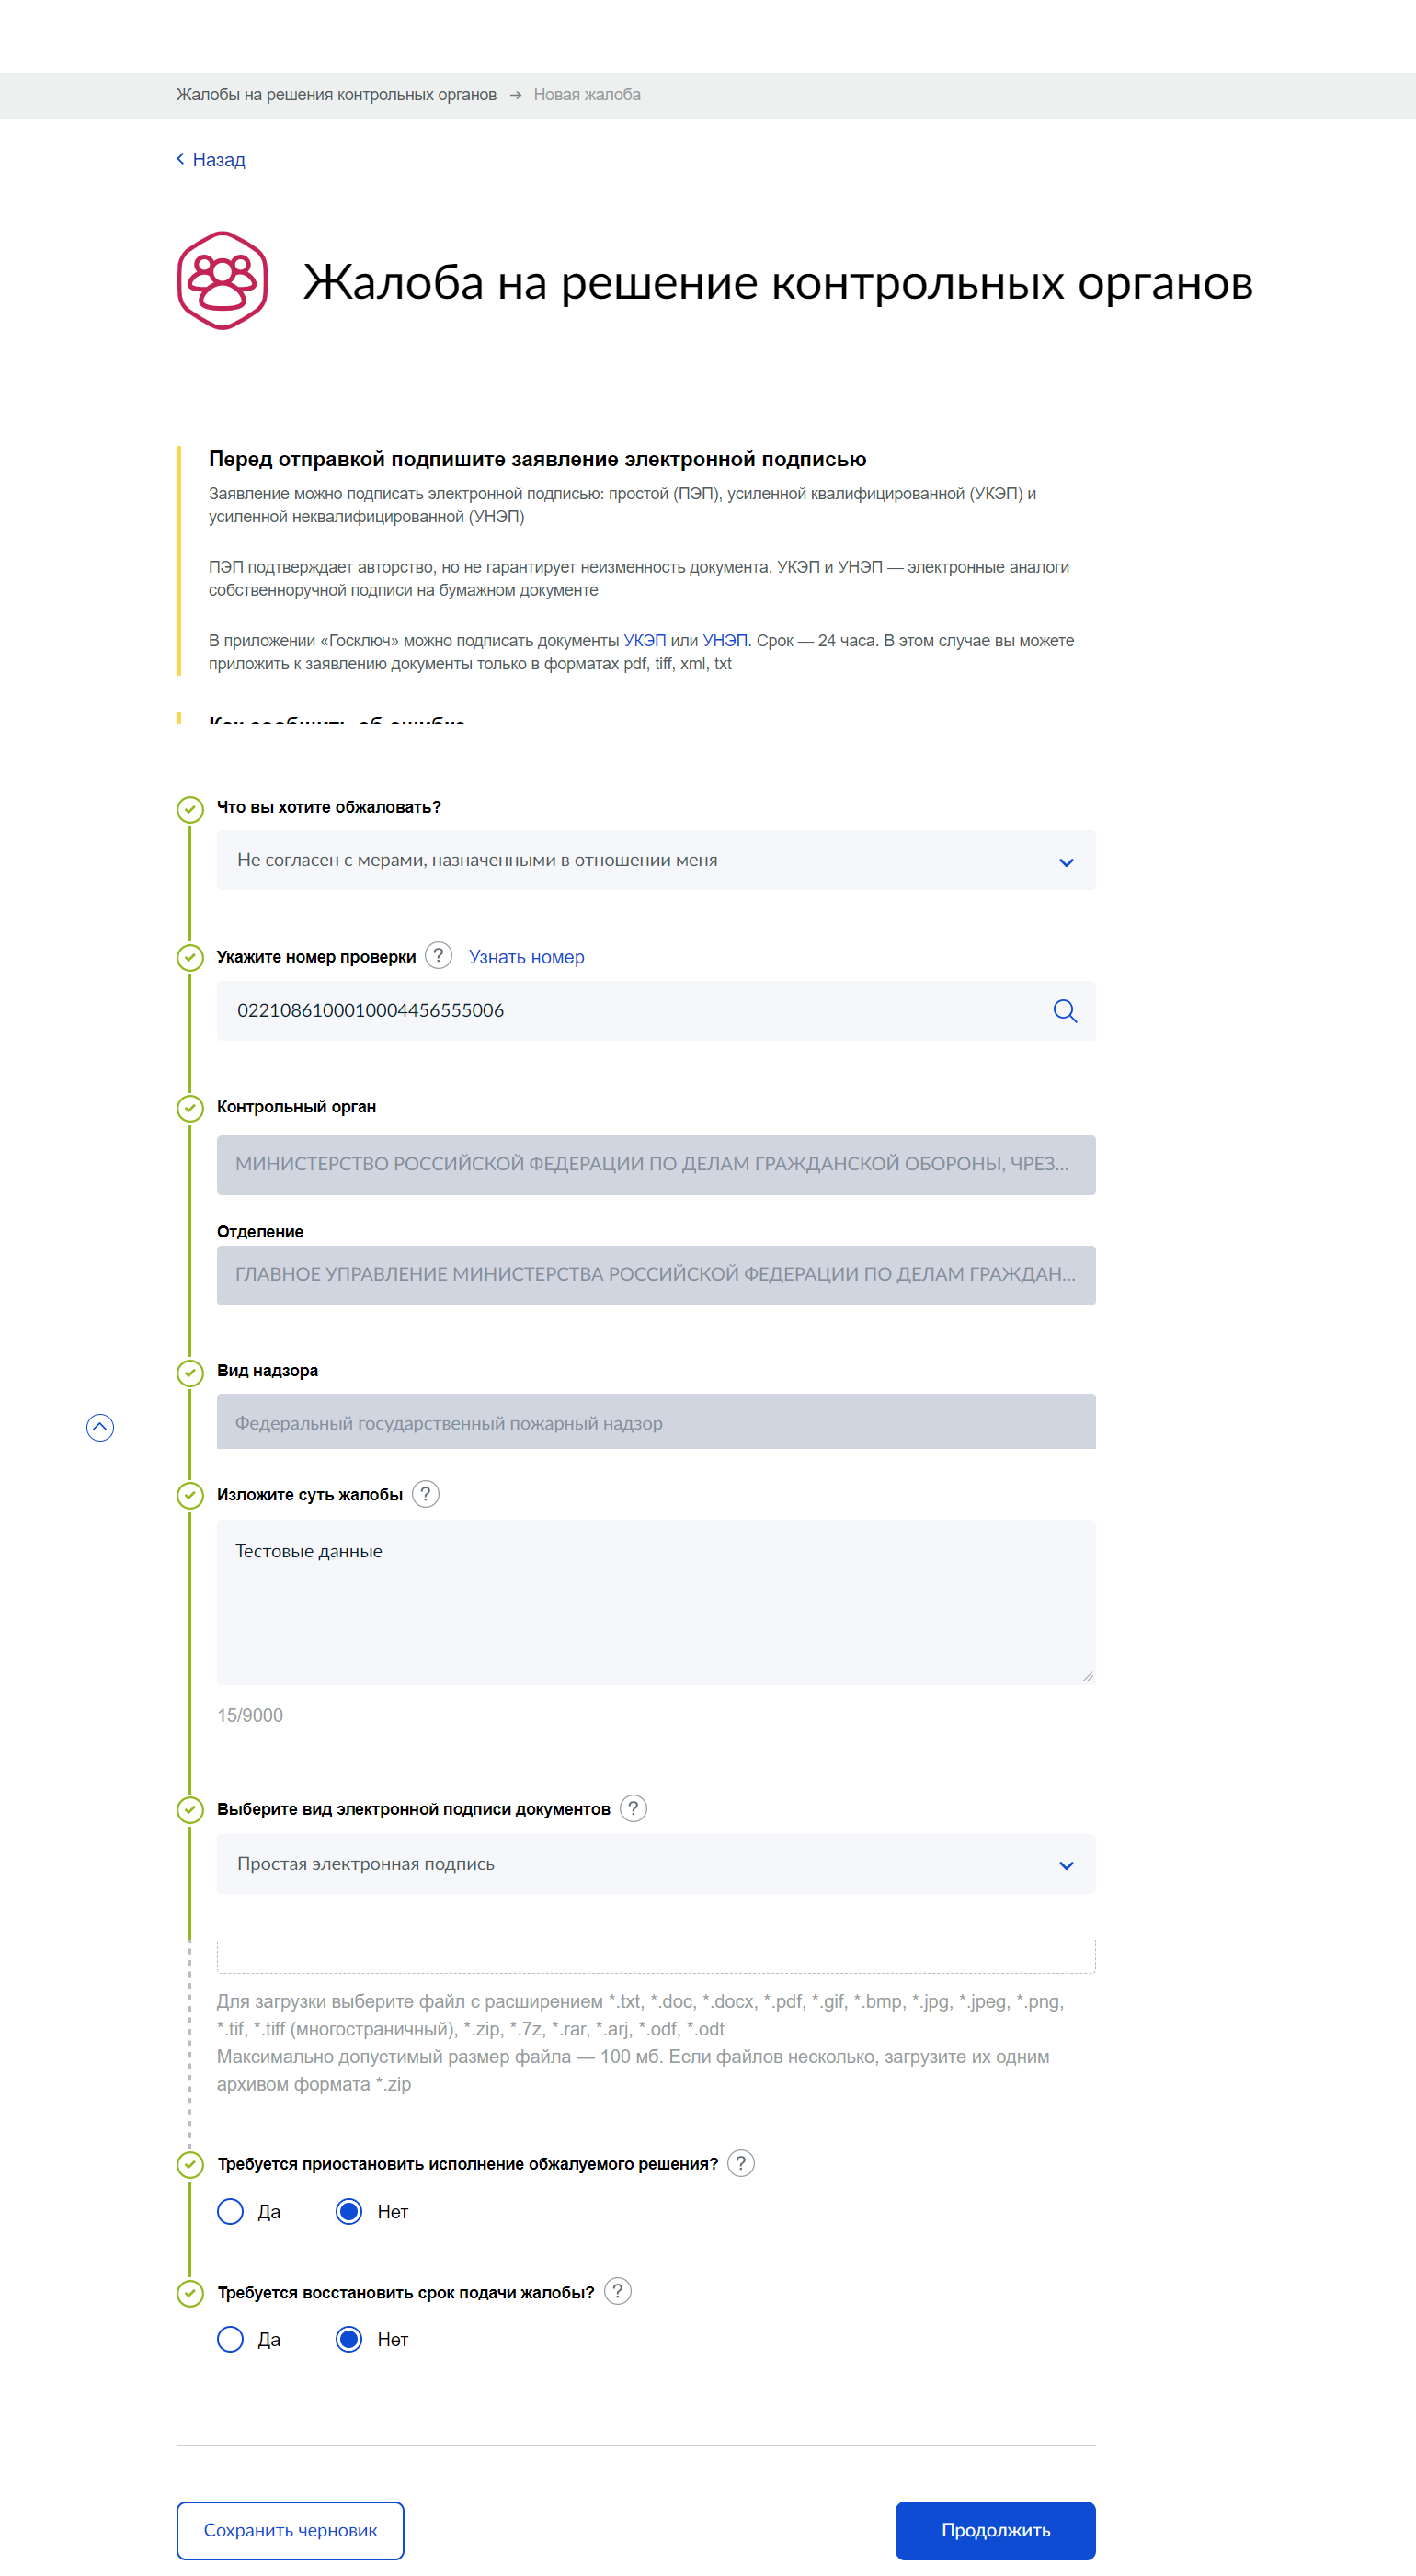 Жалобы на решения контрольных органов → Новая жалоба
Назад
Жалоба на решение контрольных органов
Перед отправкой подпишите заявление электронной подписью
Заявление можно подписать электронной подписью: простой (ПЭП), усиленной квалифицированной (УКЭП) и
усиленной неквалифицированной (УНЭП)
ПЭП подтверждает авторство, но не гарантирует неизменность документа. УКЭП и УНЭП — электронные аналоги
собственноручной подписи на бумажном документе
В приложении «Госключ» можно подписать документы УКЭП или УНЭП. Срок — 24 часа. В этом случае вы можете
приложить к заявлению документы только в форматах pdf, tiff, xml, txt
Как сообщить об ошибке
Что вы хотите обжаловать?
Не согласен с мерами, назначенными в отношении меня
Укажите номер проверки ? Узнать номер
0221086100010004456555006
Контрольный орган
МИНИСТЕРСТВО РОССИЙСКОЙ ФЕДЕРАЦИИ ПО ДЕЛАМ ГРАЖДАНСКОЙ ОБОРОНЫ, ЧРЕЗ...
Отделение
ГЛАВНОЕ УПРАВЛЕНИЕ МИНИСТЕРСТВА РОССИЙСКОЙ ФЕДЕРАЦИИ ПО ДЕЛАМ ГРАЖДАН...
Вид надзора
Федеральный государственный пожарный надзор
Изложите суть жалобы ?
Тестовые данные
15/9000
Выберите вид электронной подписи документов ?
Простая электронная подпись
Для загрузки выберите файл с расширением *.txt, *.doc, *.docx, *.pdf, *.gif, *.bmp, *.jpg, *.jpeg, *.png,
*.tif, *.tiff (многостраничный), *.zip, *.7z, *.rar, *.arj, *.odf, *.odt
Максимально допустимый размер файла — 100 мб. Если файлов несколько, загрузите их одним
архивом формата *.zip
Требуется приостановить исполнение обжалуемого решения? ?
Да Нет
Требуется восстановить срок подачи жалобы? ?
Да Нет
Сохранить черновик Продолжить